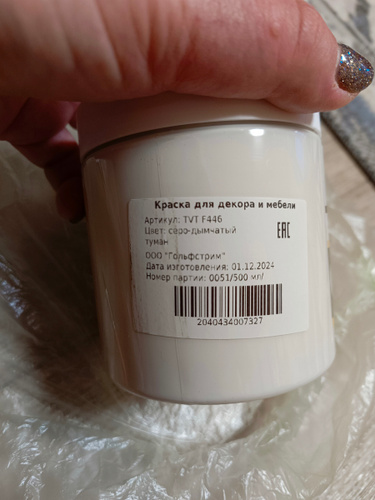 Краска для декора и мебели
Артикул: TVT F446
Цвет: серо-дымчатый
туман
EAC
ООО "Гольфстрим"
Дата изготовления: 01.12.2024
Номер партии: 0051/500 мл/
2040434007327